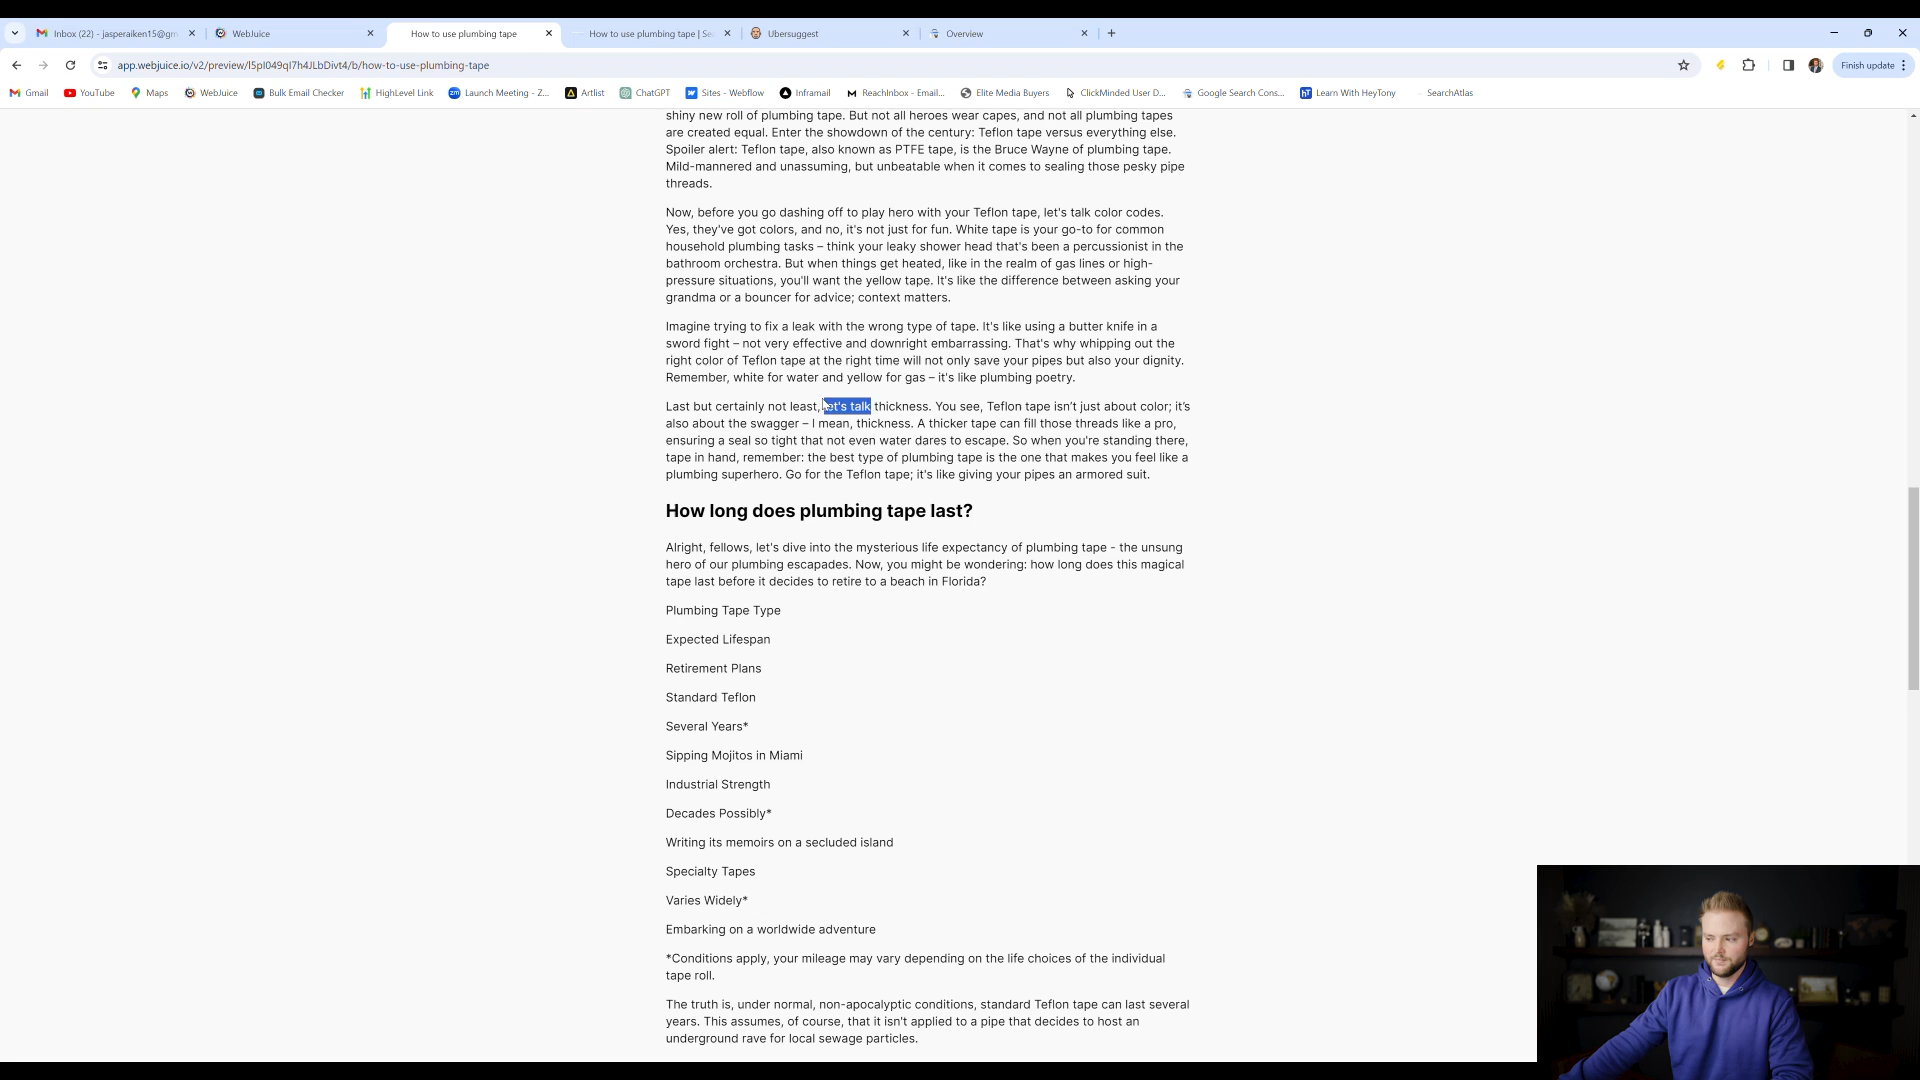 Inbox (22) - jasperaiken15@gm
WebJuice
How to use plumbing tape
How to use plumbing tape | Se
Ubersuggest
Overview
app.webjuice.io/v2/preview/l5pI049qI7h4JLbDivt4/b/how-to-use-plumbing-tape
Finish update
Gmail
YouTube
Maps
WebJuice
Bulk Email Checker
HighLevel Link
Launch Meeting - Z...
Artlist
ChatGPT
Sites - Webflow
Inframail
ReachInbox - Email...
Elite Media Buyers
ClickMinded User D...
Google Search Cons...
Learn With HeyTony
SearchAtlas
shiny new roll of plumbing tape. But not all heroes wear capes, and not all plumbing tapes
are created equal. Enter the showdown of the century: Teflon tape versus everything else.
Spoiler alert: Teflon tape, also known as PTFE tape, is the Bruce Wayne of plumbing tape.
Mild-mannered and unassuming, but unbeatable when it comes to sealing those pesky pipe
threads.
Now, before you go dashing off to play hero with your Teflon tape, let's talk color codes.
Yes, they've got colors, and no, it's not just for fun. White tape is your go-to for common
household plumbing tasks – think your leaky shower head that's been a percussionist in the
bathroom orchestra. But when things get heated, like in the realm of gas lines or high-
pressure situations, you'll want the yellow tape. It's like the difference between asking your
grandma or a bouncer for advice; context matters.
Imagine trying to fix a leak with the wrong type of tape. It's like using a butter knife in a
sword fight – not very effective and downright embarrassing. That's why whipping out the
right color of Teflon tape at the right time will not only save your pipes but also your dignity.
Remember, white for water and yellow for gas – it's like plumbing poetry.
Last but certainly not least, let's talk thickness. You see, Teflon tape isn’t just about color; it’s
also about the swagger – I mean, thickness. A thicker tape can fill those threads like a pro,
ensuring a seal so tight that not even water dares to escape. So when you're standing there,
tape in hand, remember: the best type of plumbing tape is the one that makes you feel like a
plumbing superhero. Go for the Teflon tape; it's like giving your pipes an armored suit.
How long does plumbing tape last?
Alright, fellows, let's dive into the mysterious life expectancy of plumbing tape - the unsung
hero of our plumbing escapades. Now, you might be wondering: how long does this magical
tape last before it decides to retire to a beach in Florida?
Plumbing Tape Type
Expected Lifespan
Retirement Plans
Standard Teflon
Several Years*
Sipping Mojitos in Miami
Industrial Strength
Decades Possibly*
Writing its memoirs on a secluded island
Specialty Tapes
Varies Widely*
Embarking on a worldwide adventure
*Conditions apply, your mileage may vary depending on the life choices of the individual
tape roll.
The truth is, under normal, non-apocalyptic conditions, standard Teflon tape can last several
years. This assumes, of course, that it isn't applied to a pipe that decides to host an
underground rave for local sewage particles.